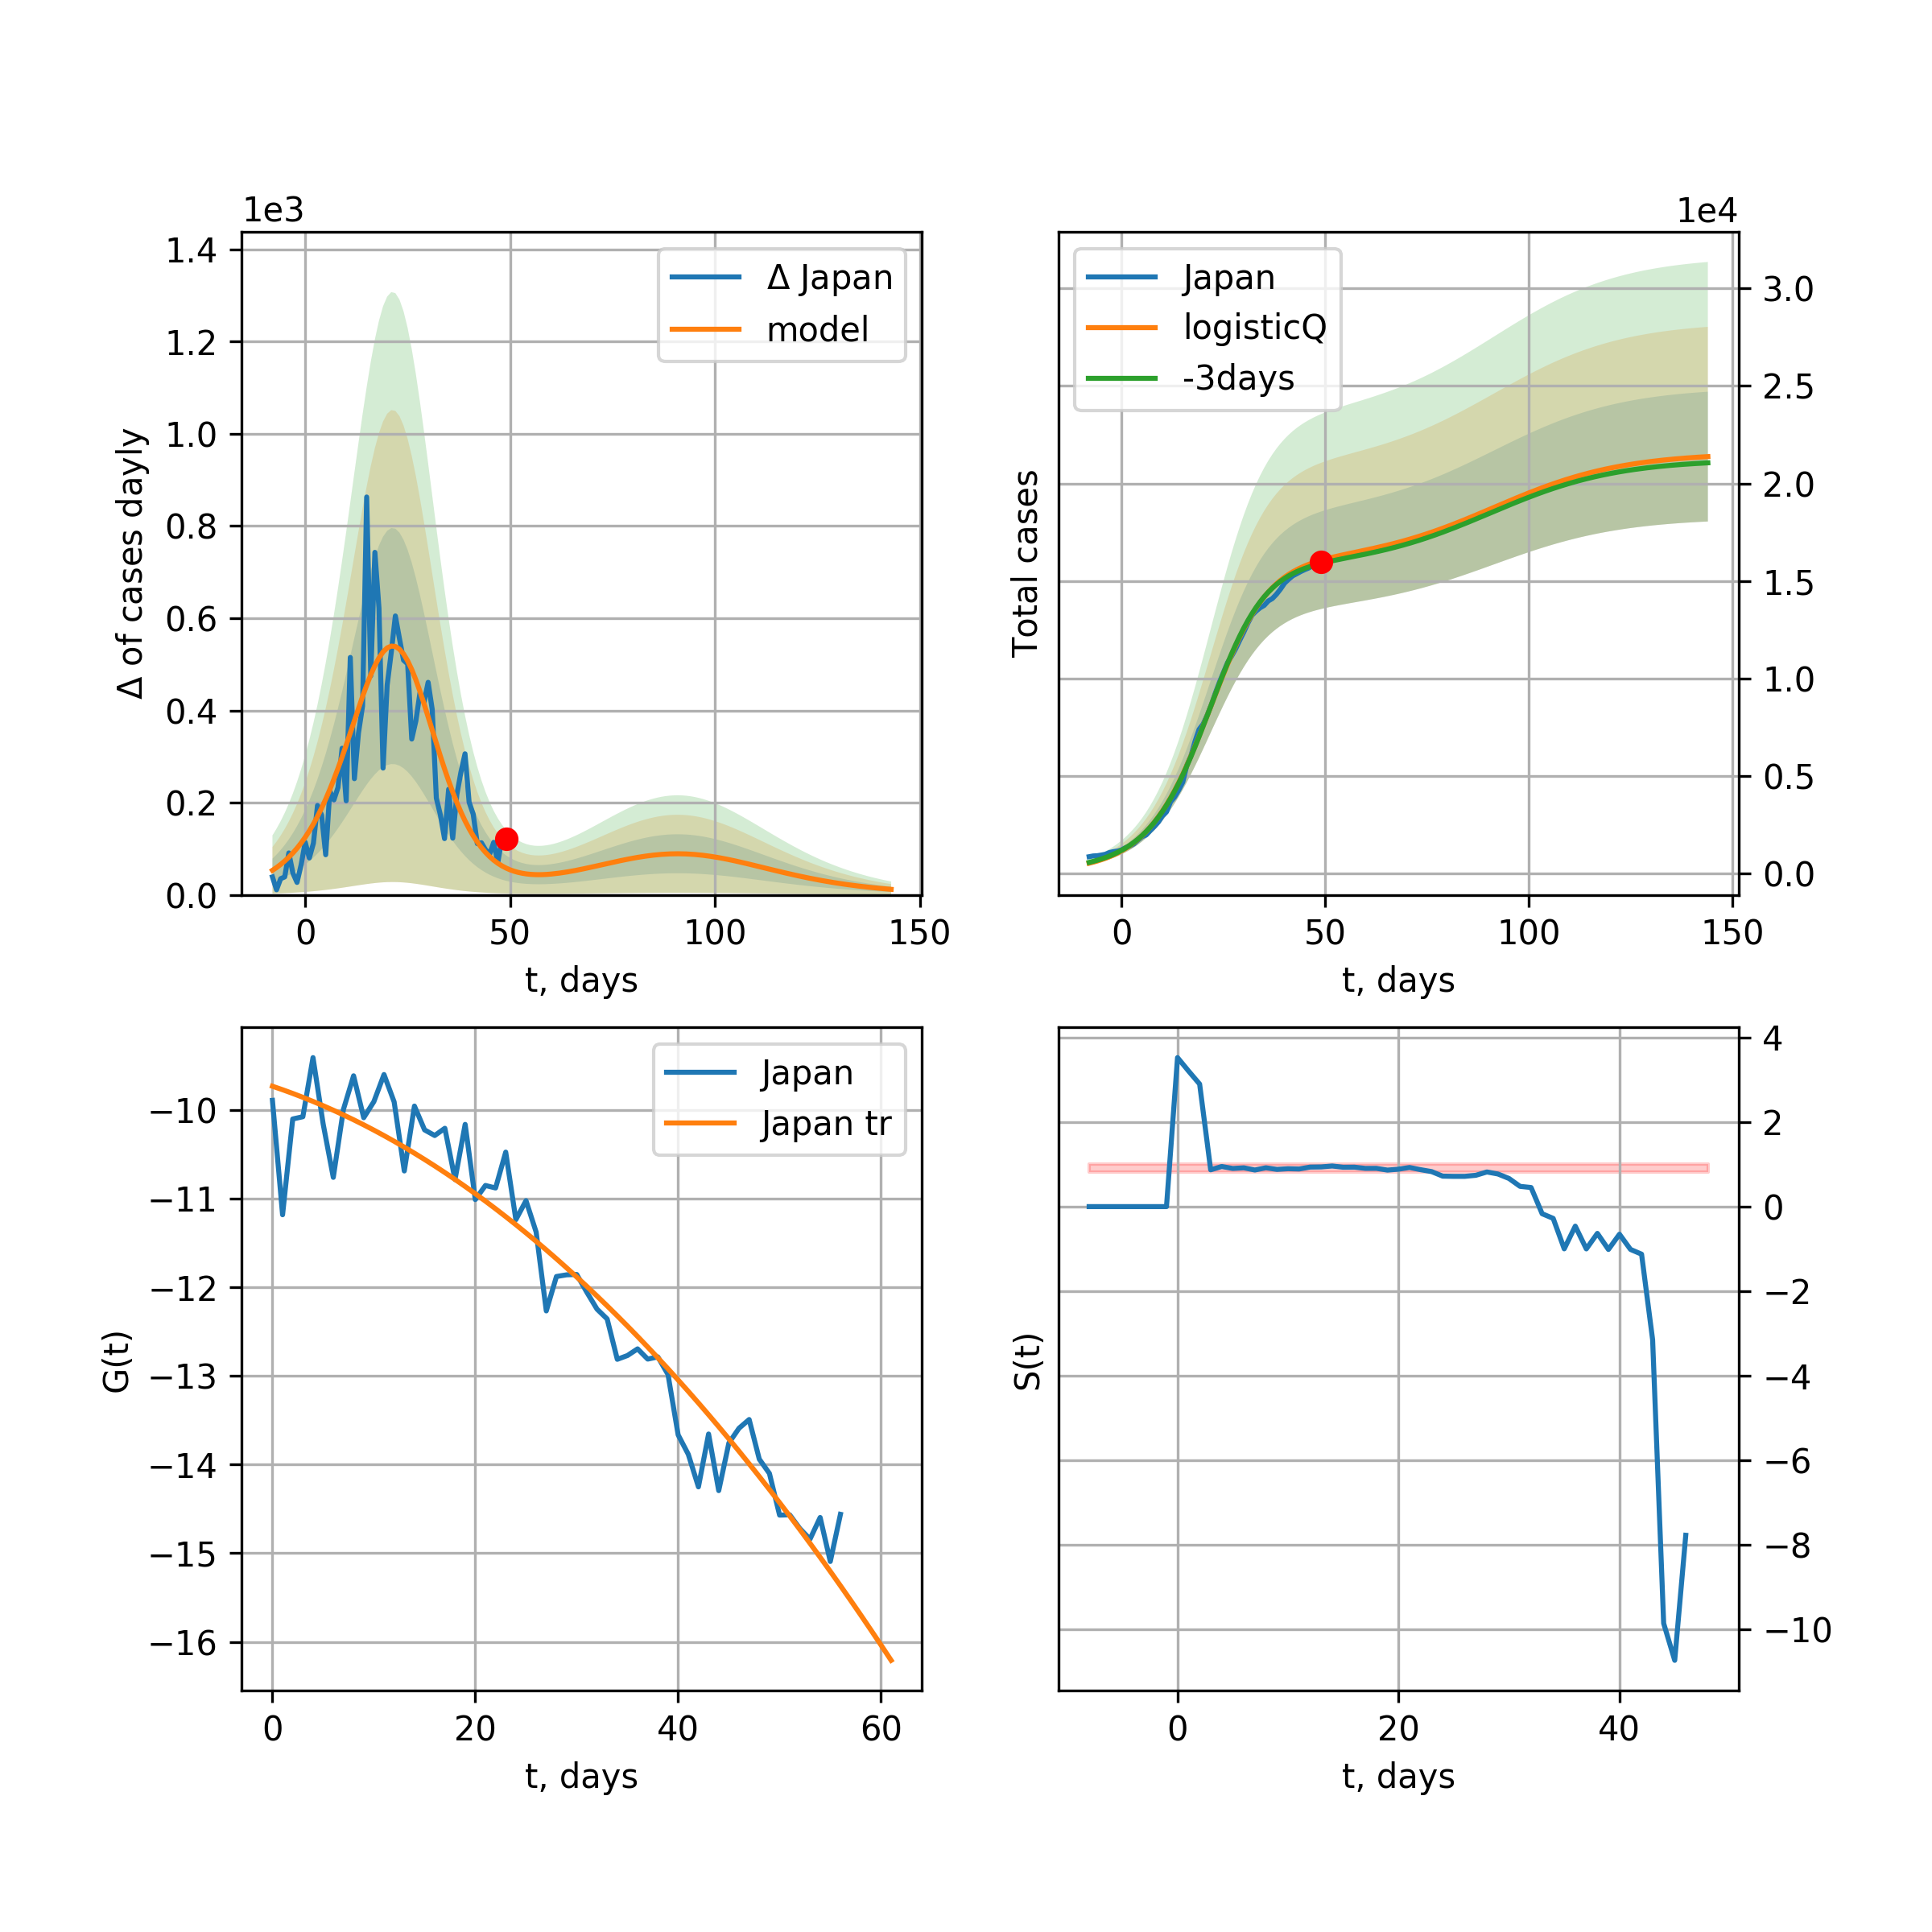 1e3
1.4
1.2
1.0
0.8
0.6
0.4
0.2
0.0
Δ of cases dayly
Δ Japan
model
0 50 100 150
t, days
1e4
Japan
logisticQ
-3days
Total cases
3.0
2.5
2.0
1.5
1.0
0.5
0.0
0 50 100 150
t, days
−10
−11
−12
−13
−14
−15
−16
G(t)
Japan
Japan tr
0 20 40 60
t, days
S(t)
4
2
0
−2
−4
−6
−8
−10
0 20 40
t, days